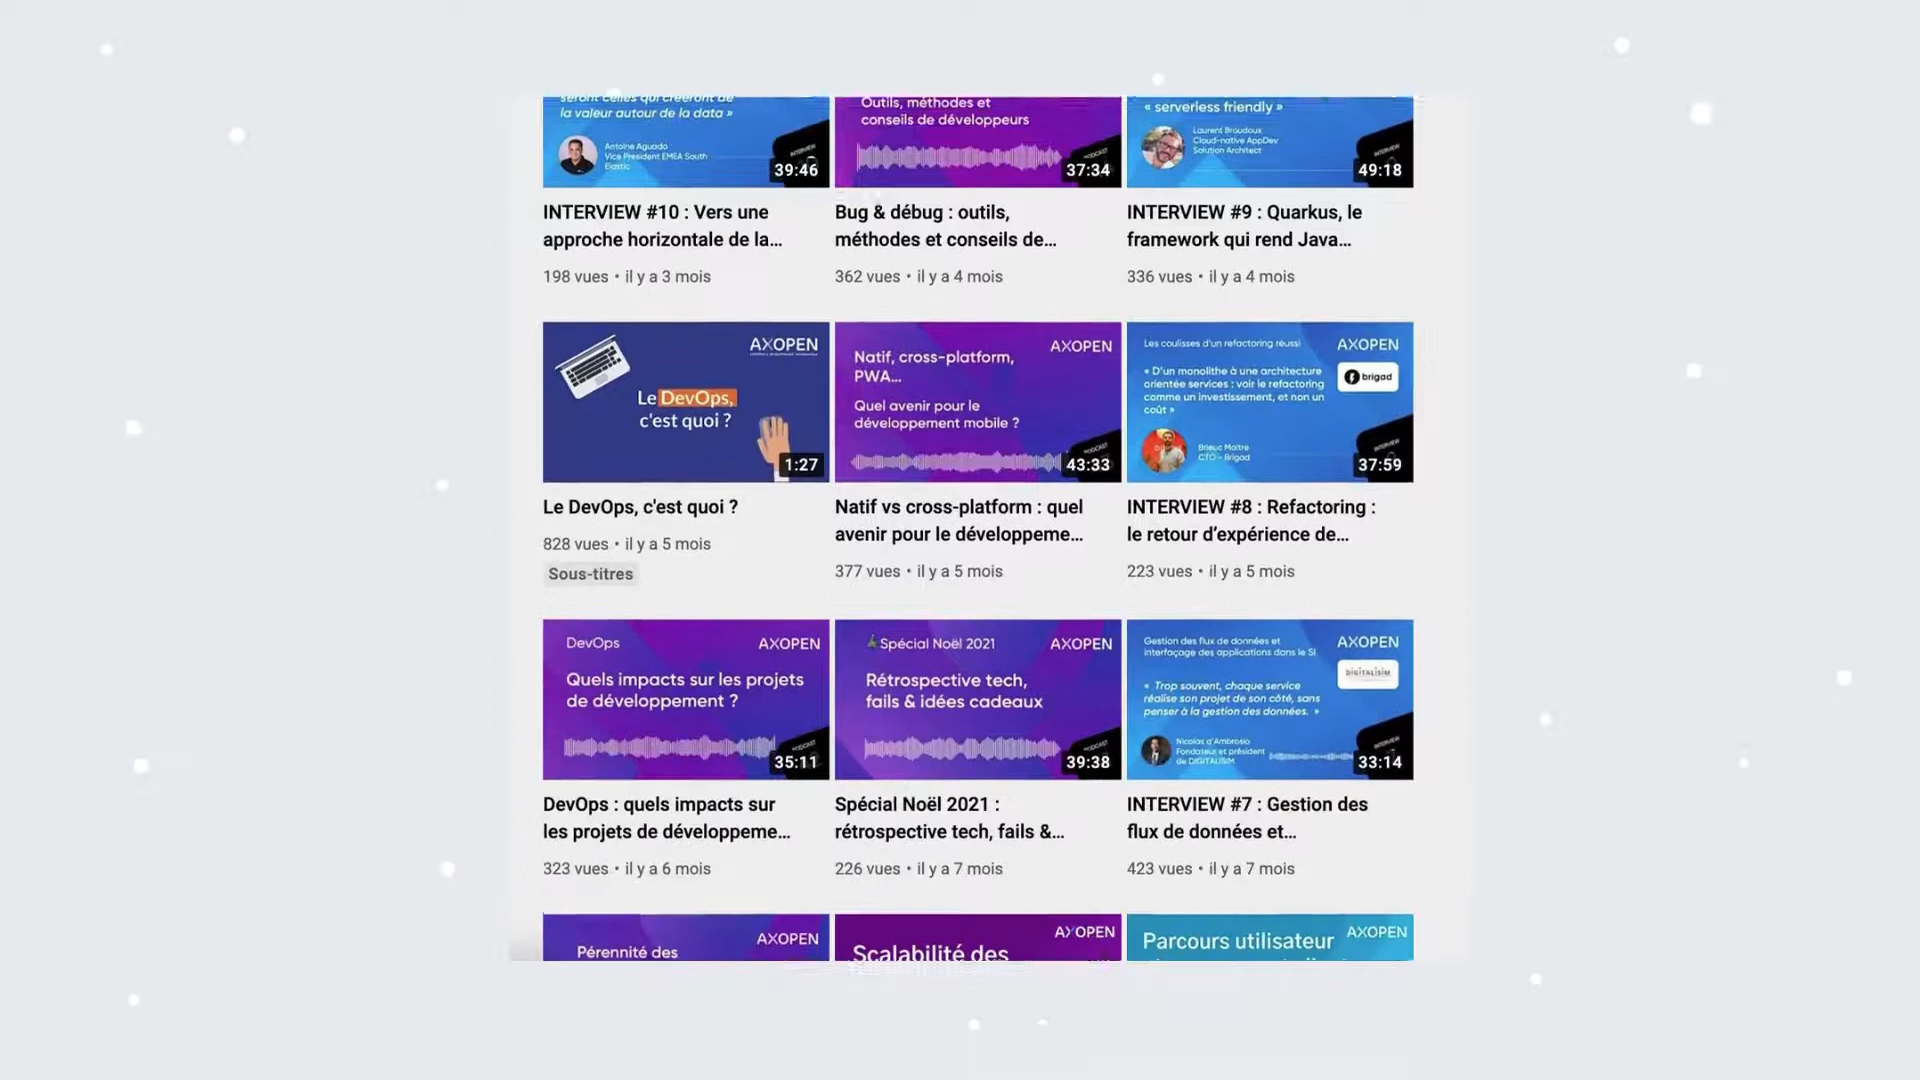 seront celles qui créeront de
la valeur autour de la data »
Antoine Aguado
Vice President EMEA South
Elastic
INTERVIEW
39:46
Outils, méthodes et
conseils de développeurs
PODCAST
37:34
« serverless friendly »
Laurent Broudoux
Cloud-native AppDev
Solution Architect
INTERVIEW
49:18
INTERVIEW #10 : Vers une
approche horizontale de la...
198 vues • il y a 3 mois
Bug & débug : outils,
méthodes et conseils de...
362 vues • il y a 4 mois
INTERVIEW #9 : Quarkus, le
framework qui rend Java...
336 vues • il y a 4 mois
AXOPEN
Le DevOps,
c'est quoi ?
1:27
AXOPEN
Natif, cross-platform,
PWA...
Quel avenir pour le
développement mobile ?
PODCAST
43:33
Les coulisses d'un refactoring réussi
AXOPEN
brigad
« D'un monolithe à une architecture
orientée services : voir le refactoring
comme un investissement, et non un
coût »
Brieuc Maitre
CTO - Brigad
INTERVIEW
37:59
Le DevOps, c'est quoi ?
828 vues • il y a 5 mois
Sous-titres
Natif vs cross-platform : quel
avenir pour le développeme...
377 vues • il y a 5 mois
INTERVIEW #8 : Refactoring :
le retour d’expérience de...
223 vues • il y a 5 mois
DevOps
AXOPEN
Quels impacts sur les projets
de développement ?
PODCAST
35:11
Spécial Noël 2021
AXOPEN
Rétrospective tech,
fails & idées cadeaux
PODCAST
39:38
Gestion des flux de données et
interfaçage des applications dans le SI
AXOPEN
DIGITALISIM
« Trop souvent, chaque service
réalise son projet de son côté, sans
penser à la gestion des données. »
Nicolas d'Ambrosio
Fondateur et président
de DIGITALISIM
INTERVIEW
33:14
DevOps : quels impacts sur
les projets de développeme...
323 vues • il y a 6 mois
Spécial Noël 2021 :
rétrospective tech, fails &...
226 vues • il y a 7 mois
INTERVIEW #7 : Gestion des
flux de données et...
423 vues • il y a 7 mois
Pérennité des
AXOPEN
Scalabilité des
AXOPEN
Parcours utilisateur
AXOPEN